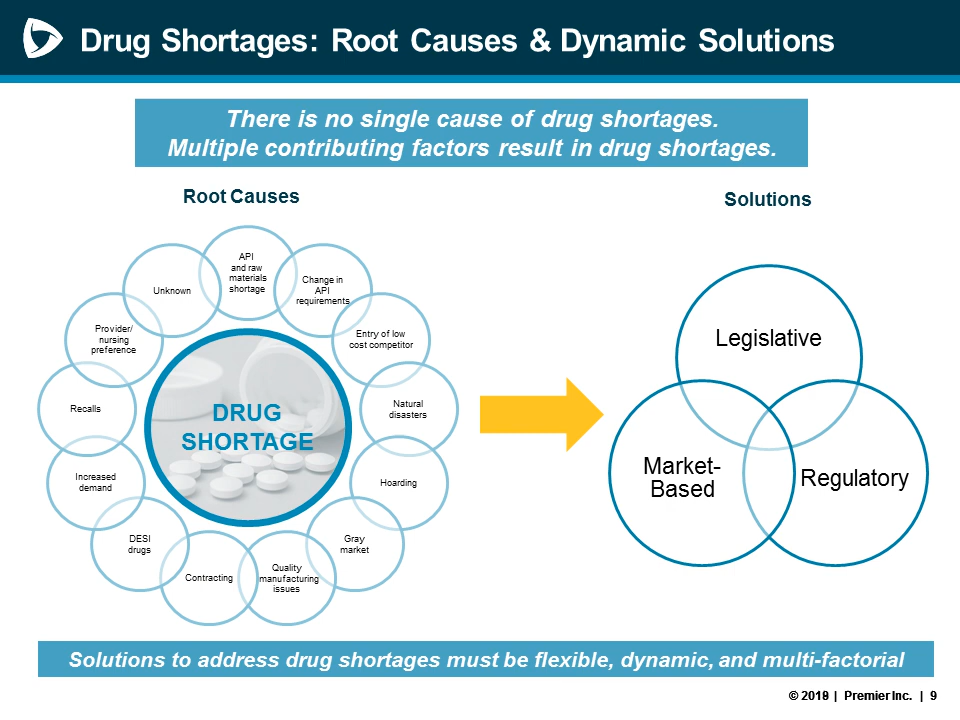 Drug Shortages: Root Causes & Dynamic Solutions
There is no single cause of drug shortages.
Multiple contributing factors result in drug shortages.
Root Causes
Solutions
API
and raw
materials
shortage
Change in
API
requirements
Entry of low
cost competitor
Natural
disasters
Hoarding
Gray
market
Quality
manufacturing
issues
Contracting
DESI
drugs
Increased
demand
Recalls
Provider/
nursing
preference
Unknown
DRUG
SHORTAGE
Legislative
Market-
Based
Regulatory
Solutions to address drug shortages must be flexible, dynamic, and multi-factorial
© 2018 | Premier Inc. | 9